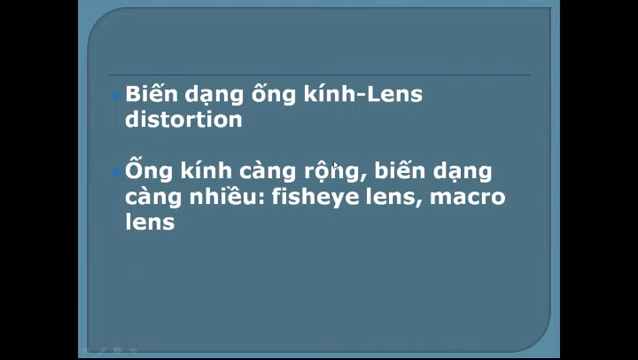 Biến dạng ống kính-Lens
distortion
Ống kính càng rộng, biến dạng
càng nhiều: fisheye lens, macro
lens